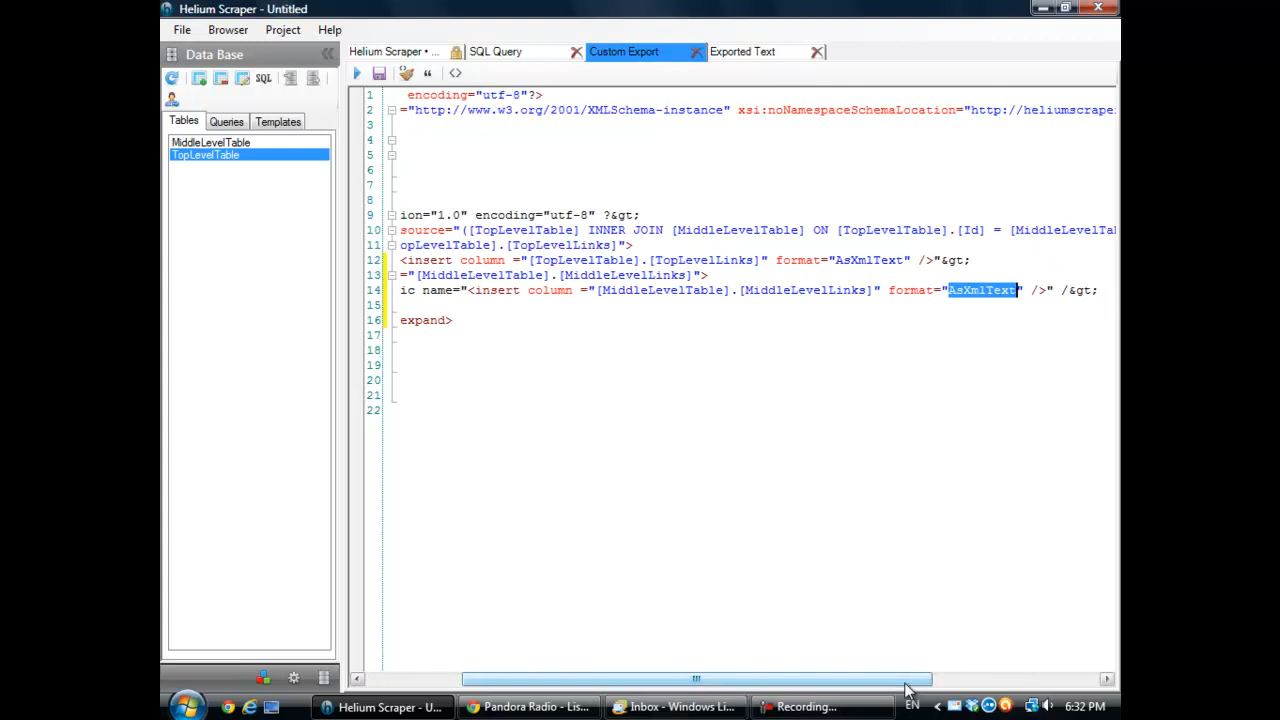 Helium Scraper - Untitled
File Browser Project Help
Data Base
SQL
Tables Queries Templates
MiddleLevelTable
TopLevelTable
Helium Scraper • ... SQL Query Custom Export Exported Text
1 encoding="utf-8"?>
2 ="http://www.w3.org/2001/XMLSchema-instance" xsi:noNamespaceSchemaLocation="http://heliumscrape
3
4
5
6
7
8
9 ion="1.0" encoding="utf-8" ?&gt;
10 source="([TopLevelTable] INNER JOIN [MiddleLevelTable] ON [TopLevelTable].[Id] = [MiddleLevelTa
11 opLevelTable].[TopLevelLinks]">
12 <insert column ="[TopLevelTable].[TopLevelLinks]" format="AsXmlText" />"&gt;
13 ="[MiddleLevelTable].[MiddleLevelLinks]">
14 ic name="<insert column ="[MiddleLevelTable].[MiddleLevelLinks]" format="AsXmlText" />" /&gt;
15
16 expand>
17
18
19
20
21
22
Helium Scraper - U... Pandora Radio - Lis... Inbox - Windows Li... Recording... EN 6:32 PM